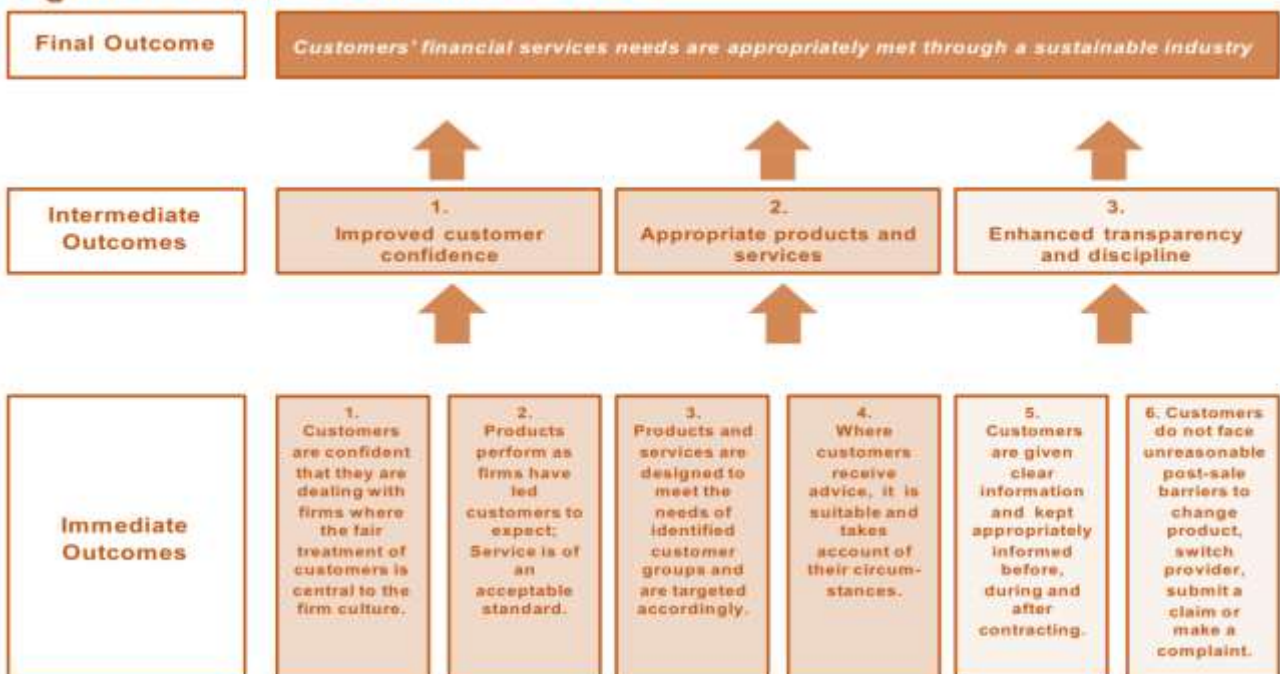 Final Outcome
Customers' financial services needs are appropriately met through a sustainable industry
Intermediate
Outcomes
1.
Improved customer
confidence
2.
Appropriate products and
services
3.
Enhanced transparency
and discipline
Immediate
Outcomes
1.
Customers
are confident
that they are
dealing with
firms where
the fair
treatment of
customers is
central to the
firm culture.
2.
Products
perform as
firms have
led
customers to
expect;
Service is of
an
acceptable
standard.
3.
Products and
services are
designed to
meet the
needs of
identified
customer
groups and
are targeted
accordingly.
4.
Where
customers
receive
advice, it is
suitable and
takes
account of
their circum-
stances.
5.
Customers
are given
clear
information
and kept
appropriately
informed
before,
during and
after
contracting.
6. Customers
do not face
unreasonable
post-sale
barriers to
change
product,
switch
provider,
submit a
claim or
make a
complaint.